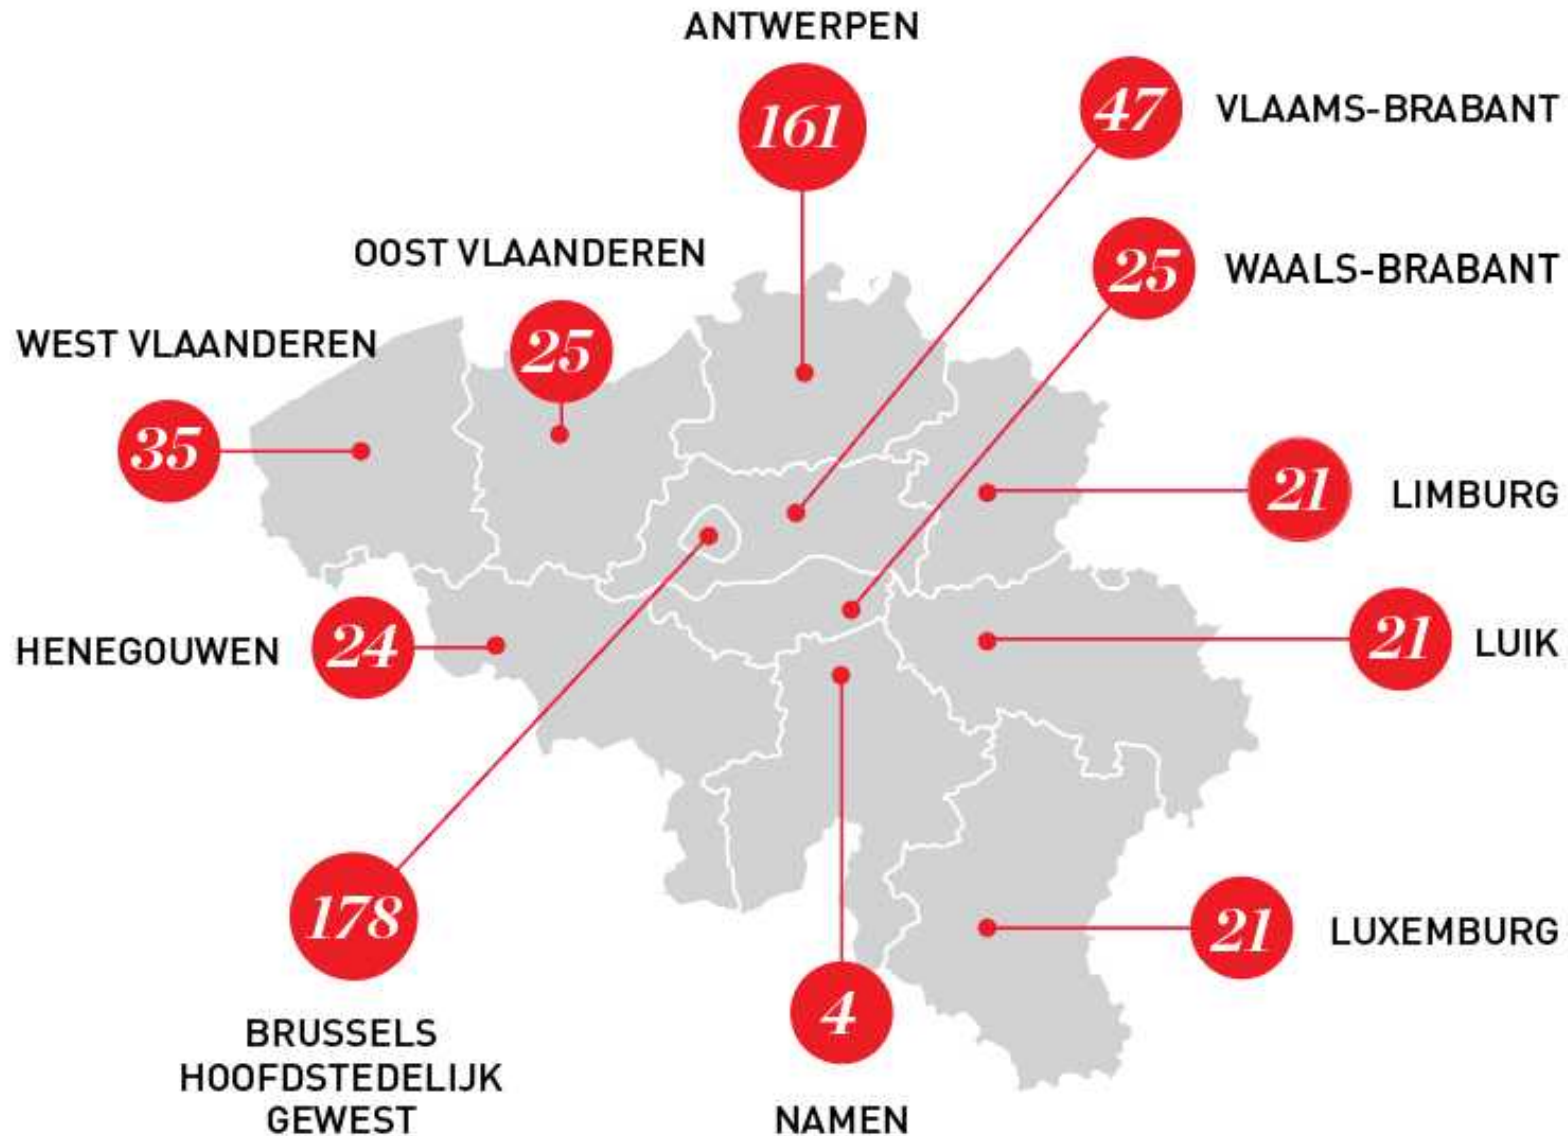 ANTWERPEN
161
47
VLAAMS-BRABANT
OOST VLAANDEREN
25
25
WAALS-BRABANT
WEST VLAANDEREN
35
21
LIMBURG
HENEGOUWEN
24
21
LUIK
178
BRUSSELS
HOOFDSTEDELIJK
GEWEST
4
NAMEN
21
LUXEMBURG